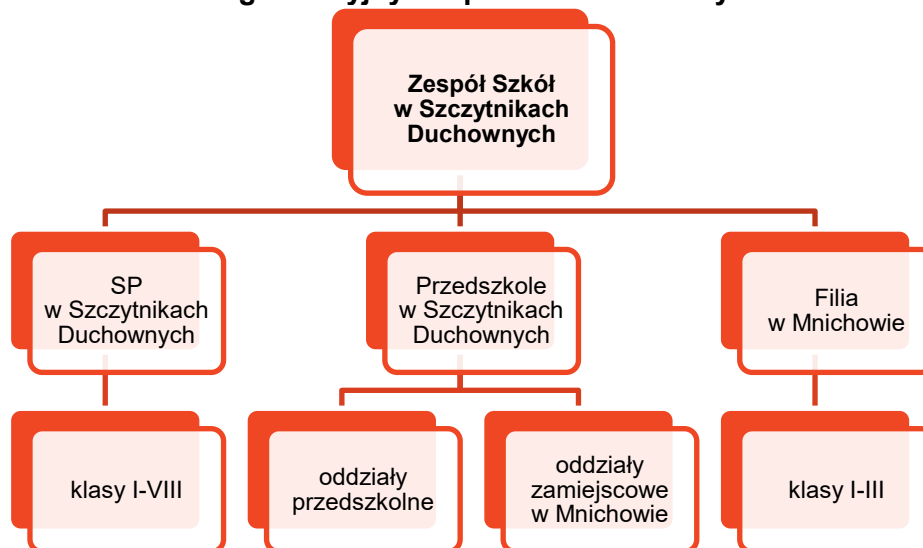 Zespół Szkół
w Szczytnikach
Duchownych
SP
w Szczytnikach
Duchownych
Przedszkole
w Szczytnikach
Duchownych
Filia
w Mnichowie
klasy I-VIII
oddziały
przedszkolne
oddziały
zamiejscowe
w Mnichowie
klasy I-III